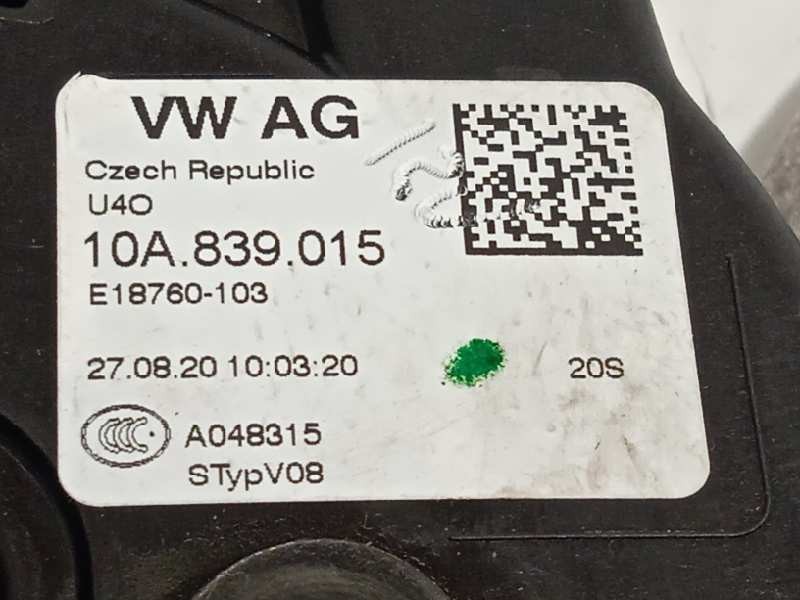 VW AG
Czech Republic
U4O
10A.839.015
E18760-103
27.08.20 10:03:20
20S
CCC
A048315
STypV08